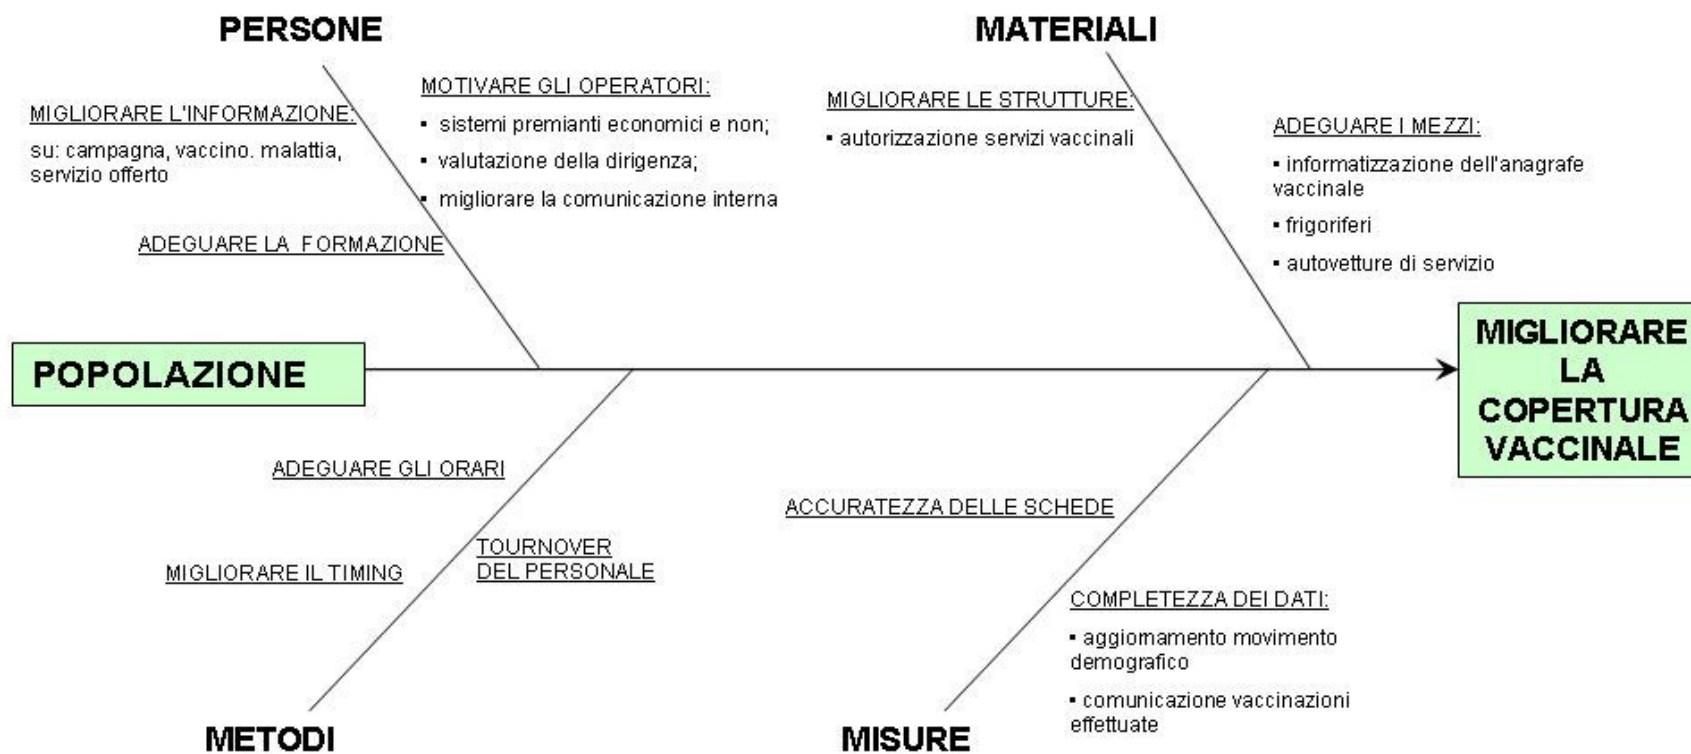 PERSONE
MIGLIORARE L'INFORMAZIONE:
su: campagna, vaccino. malattia,
servizio offerto
MOTIVARE GLI OPERATORI:
▪ sistemi premianti economici e non;
▪ valutazione della dirigenza;
▪ migliorare la comunicazione interna
ADEGUARE LA FORMAZIONE
MATERIALI
MIGLIORARE LE STRUTTURE:
▪ autorizzazione servizi vaccinali
ADEGUARE I MEZZI:
▪ informatizzazione dell'anagrafe
vaccinale
▪ frigoriferi
▪ autovetture di servizio
POPOLAZIONE
MIGLIORARE
LA
COPERTURA
VACCINALE
ADEGUARE GLI ORARI
MIGLIORARE IL TIMING
TOURNOVER
DEL PERSONALE
METODI
ACCURATEZZA DELLE SCHEDE
COMPLETEZZA DEI DATI:
▪ aggiornamento movimento
demografico
▪ comunicazione vaccinazioni
effettuate
MISURE